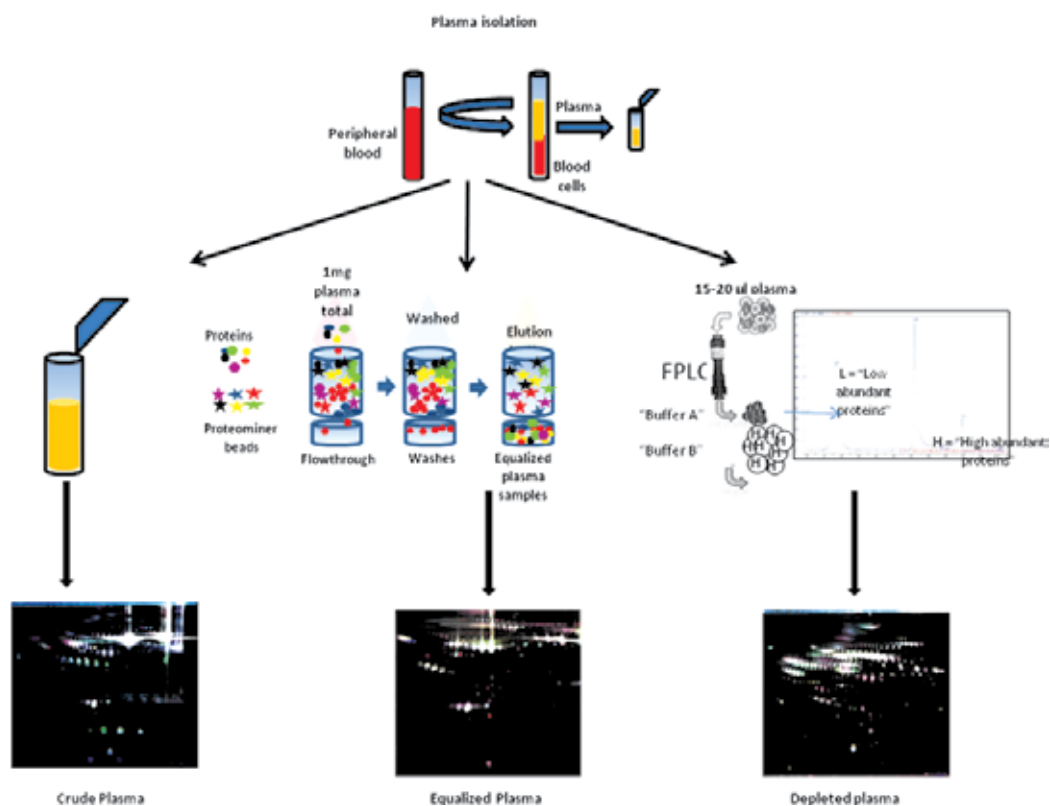 Plasma isolation
Peripheral
blood
Plasma
Blood
cells
1mg
plasma
total
Proteins
Proteominer
beads
Washed
Elution
Flowthrough
Washes
Equalized
plasma
samples
15-20 ul plasma
FPLC
"Buffer A"
"Buffer B"
L = "Low
abundant
proteins"
H H H
H H H H
H H
H
H = "High abundant
proteins
Crude Plasma
Equalized Plasma
Depleted plasma